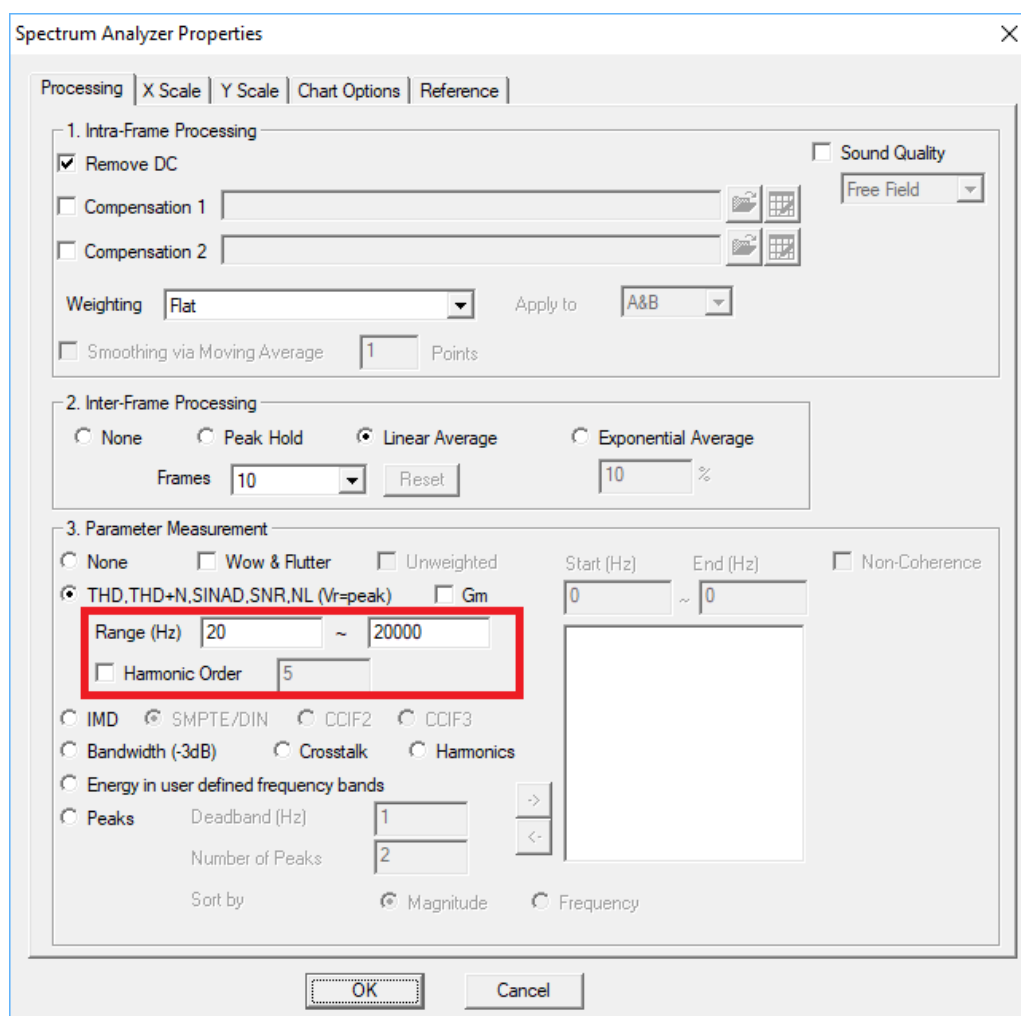 Spectrum Analyzer Properties
Processing X Scale Y Scale Chart Options Reference
1. Intra-Frame Processing
Remove DC
Sound Quality
Free Field
Compensation 1
Compensation 2
Weighting Flat Apply to A&B
Smoothing via Moving Average 1 Points
2. Inter-Frame Processing
None Peak Hold Linear Average Exponential Average
Frames 10 Reset 10 %
3. Parameter Measurement
None Wow & Flutter Unweighted Start (Hz) End (Hz) Non-Coherence
THD,THD+N,SINAD,SNR,NL (Vr=peak) Gm 0 ~ 0
Range (Hz) 20 ~ 20000
Harmonic Order 5
IMD SMPTE/DIN CCIF2 CCIF3
Bandwidth (-3dB) Crosstalk Harmonics
Energy in user defined frequency bands
->
Peaks Deadband (Hz) 1
<-
Number of Peaks 2
Sort by Magnitude Frequency
OK Cancel